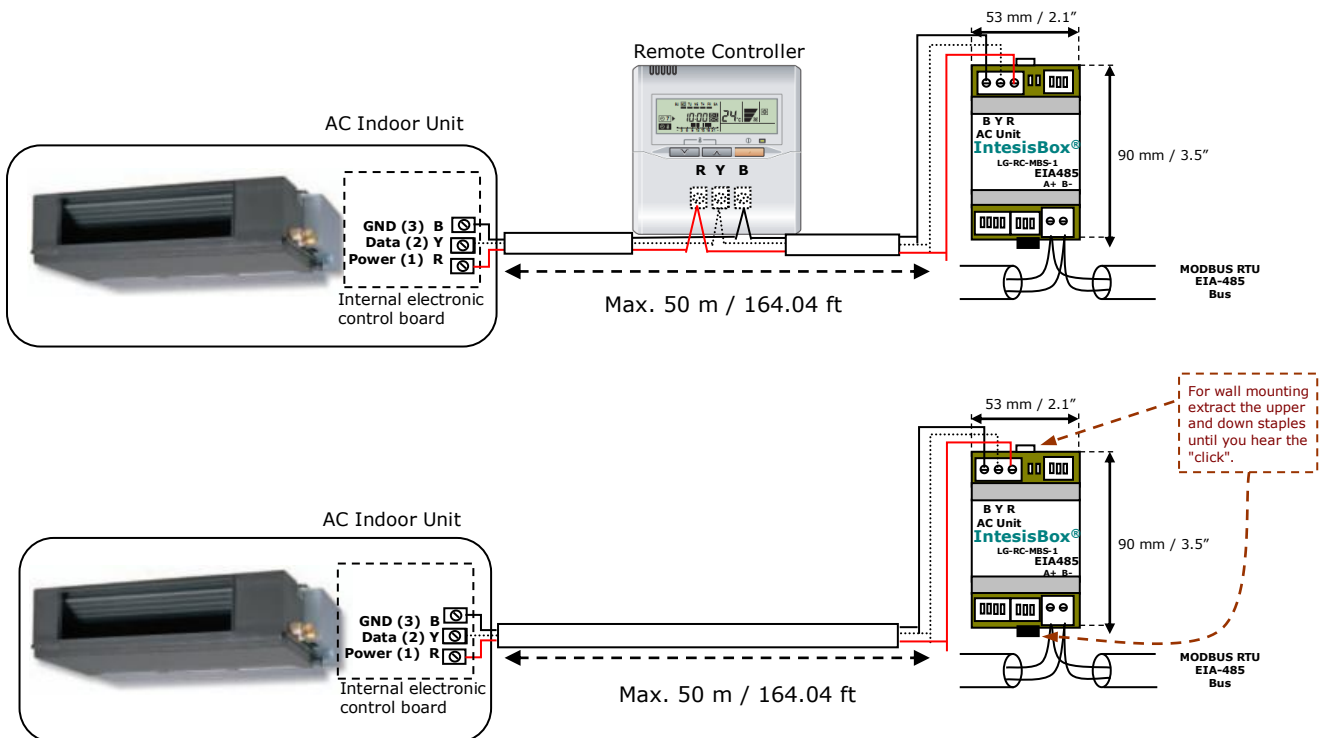 53 mm / 2.1”
Remote Controller
10:00
24
R Y B
AC Indoor Unit
GND (3) B
Data (2) Y
Power (1) R
Internal electronic
control board
Max. 50 m / 164.04 ft
B Y R
AC Unit
IntesisBox®
LG-RC-MBS-1
EIA485
A+ B-
90 mm / 3.5”
MODBUS RTU
EIA-485
Bus
53 mm / 2.1”
For wall mounting
extract the upper
and down staples
until you hear the
"click".
AC Indoor Unit
GND (3) B
Data (2) Y
Power (1) R
Internal electronic
control board
Max. 50 m / 164.04 ft
B Y R
AC Unit
IntesisBox®
LG-RC-MBS-1
EIA485
A+ B-
90 mm / 3.5”
MODBUS RTU
EIA-485
Bus